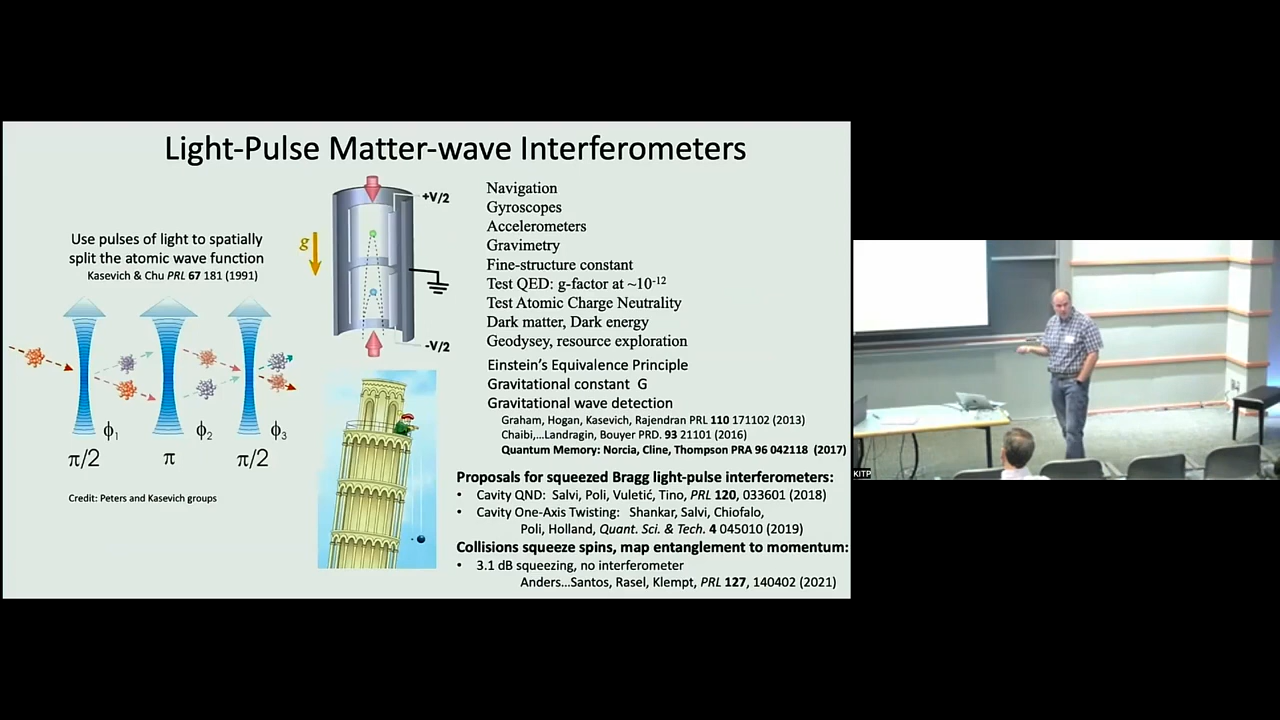 Light-Pulse Matter-wave Interferometers
Use pulses of light to spatially
split the atomic wave function
Kasevich & Chu PRL 67 181 (1991)
ϕ1
ϕ2
ϕ3
π/2
π
π/2
Credit: Peters and Kasevich groups
+V/2
g
-V/2
Navigation
Gyroscopes
Accelerometers
Gravimetry
Fine-structure constant
Test QED: g-factor at ~10-12
Test Atomic Charge Neutrality
Dark matter, Dark energy
Geodysey, resource exploration
Einstein's Equivalence Principle
Gravitational constant G
Gravitational wave detection
Graham, Hogan, Kasevich, Rajendran PRL 110 171102 (2013)
Chaibi,...Landragin, Bouyer PRD. 93 21101 (2016)
Quantum Memory: Norcia, Cline, Thompson PRA 96 042118 (2017)
Proposals for squeezed Bragg light-pulse interferometers:
• Cavity QND: Salvi, Poli, Vuletić, Tino, PRL 120, 033601 (2018)
• Cavity One-Axis Twisting: Shankar, Salvi, Chiofalo,
Poli, Holland, Quant. Sci. & Tech. 4 045010 (2019)
Collisions squeeze spins, map entanglement to momentum:
• 3.1 dB squeezing, no interferometer
Anders...Santos, Rasel, Klempt, PRL 127, 140402 (2021)
KITP